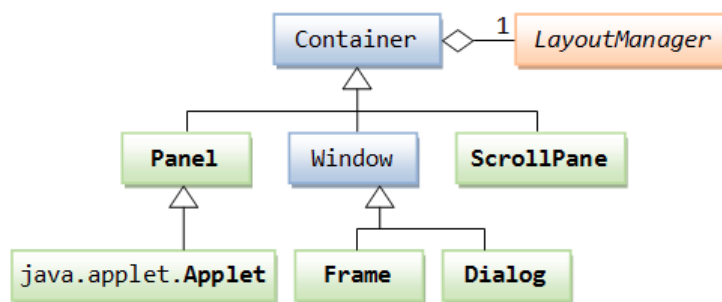 Container
1
LayoutManager
Panel
Window
ScrollPane
java.applet.Applet
Frame
Dialog